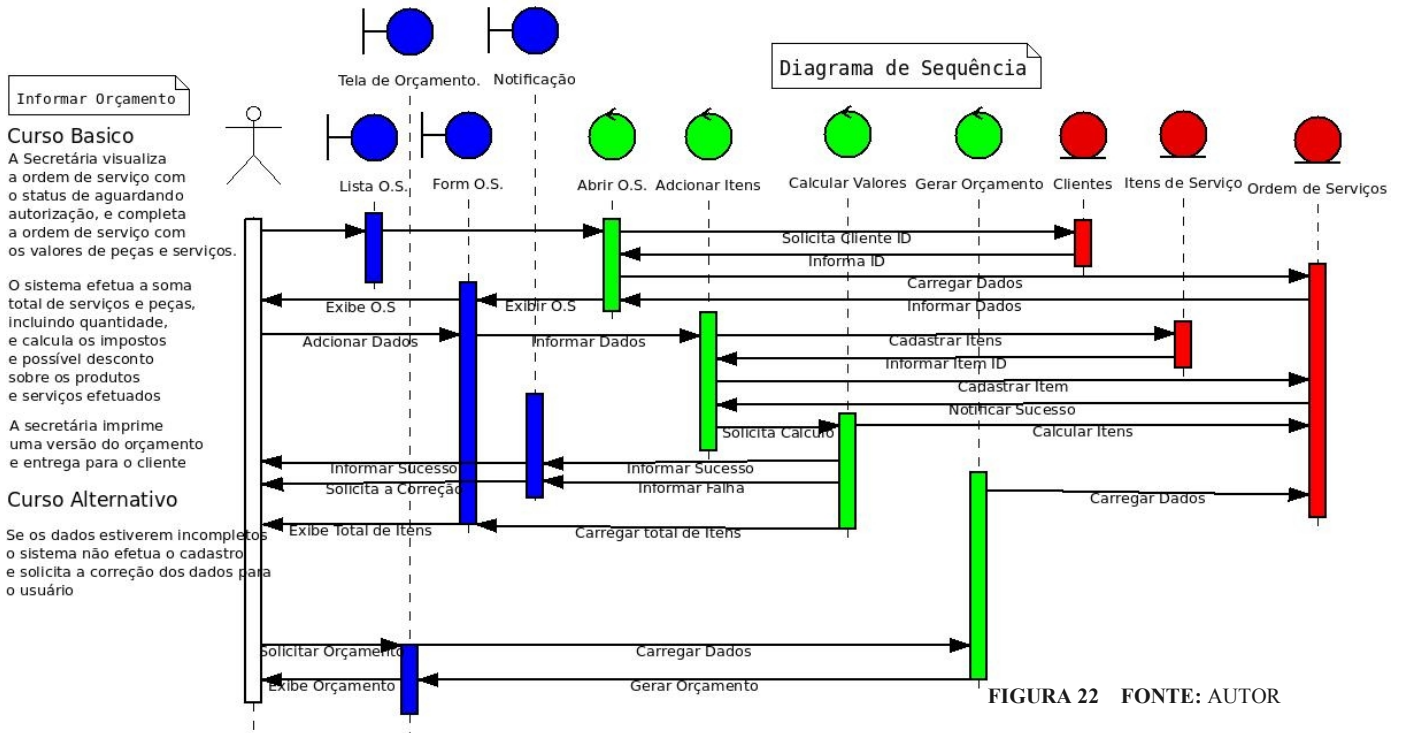 Tela de Orçamento.
Notificação
Diagrama de Sequência
Informar Orçamento
Curso Basico
A Secretária visualiza
a ordem de serviço com
o status de aguardando
autorização, e completa
a ordem de serviço com
os valores de peças e serviços.
O sistema efetua a soma
total de serviços e peças,
incluindo quantidade,
e calcula os impostos
e possível desconto
sobre os produtos
e serviços efetuados
A secretária imprime
uma versão do orçamento
e entrega para o cliente
Curso Alternativo
Se os dados estiverem incompletos
o sistema não efetua o cadastro
e solicita a correção dos dados para
o usuário
Lista O.S.
Form O.S.
Abrir O.S.
Adcionar Itens
Calcular Valores
Gerar Orçamento
Clientes
Itens de Serviço
Ordem de Serviços
Solicita Cliente ID
Informa ID
Carregar Dados
Exibe O.S
Exibir O.S
Informar Dados
Adcionar Dados
Informar Dados
Cadastrar Itens
Informar Item ID
Cadastrar Item
Notificar Sucesso
Solicita Calculo
Calcular Itens
Informar Sucesso
Informar Sucesso
Solicita a Correção
Informar Falha
Carregar Dados
Exibe Total de Itens
Carregar total de Itens
Solicitar Orçamento
Carregar Dados
Exibe Orçamento
Gerar Orçamento
FIGURA 22 FONTE: AUTOR